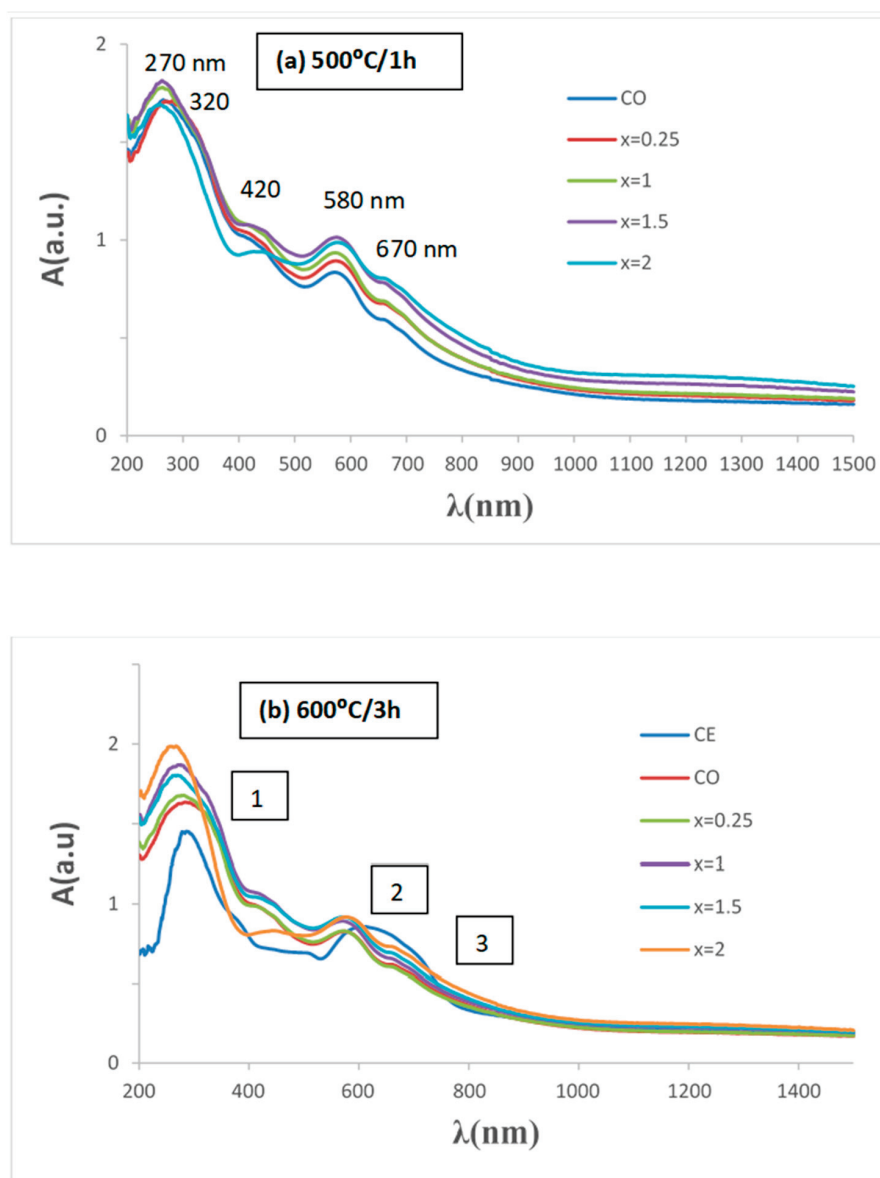 2
270 nm
(a) 500⁰C/1h
320
CO
x=0.25
420
580 nm
x=1
1
670 nm
x=1.5
x=2
A(a.u.)
0
200 300 400 500 600 700 800 900 1000 1100 1200 1300 1400 1500
λ(nm)
(b) 600⁰C/3h
2
CE
1
CO
x=0.25
x=1
1
2
x=1.5
3
x=2
A(a.u)
0
200 400 600 800 1000 1200 1400
λ(nm)